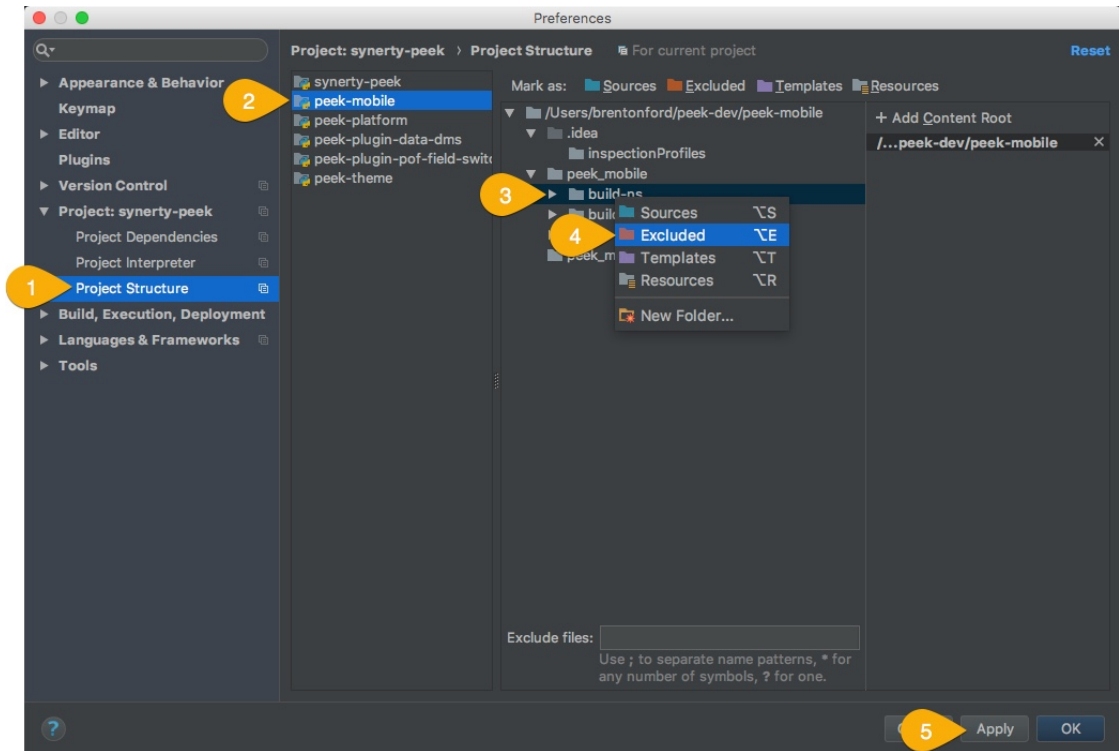 Preferences
Project: synerty-peek › Project Structure
For current project
Reset
Appearance & Behavior
Keymap
Editor
Plugins
Version Control
Project: synerty-peek
Project Dependencies
Project Interpreter
Project Structure
Build, Execution, Deployment
Languages & Frameworks
Tools
1
2
synerty-peek
peek-mobile
peek-platform
peek-plugin-data-dms
peek-plugin-pof-field-switc
peek-theme
Mark as: Sources Excluded Templates Resources
/Users/brentonford/peek-dev/peek-mobile
.idea
inspectionProfiles
peek_mobile
3
build-ns
buil
peek_m
4
Sources ⌥S
Excluded ⌥E
Templates ⌥T
Resources ⌥R
New Folder...
+ Add Content Root
/...peek-dev/peek-mobile ×
Exclude files:
Use ; to separate name patterns, * for
any number of symbols, ? for one.
?
5
Apply
OK